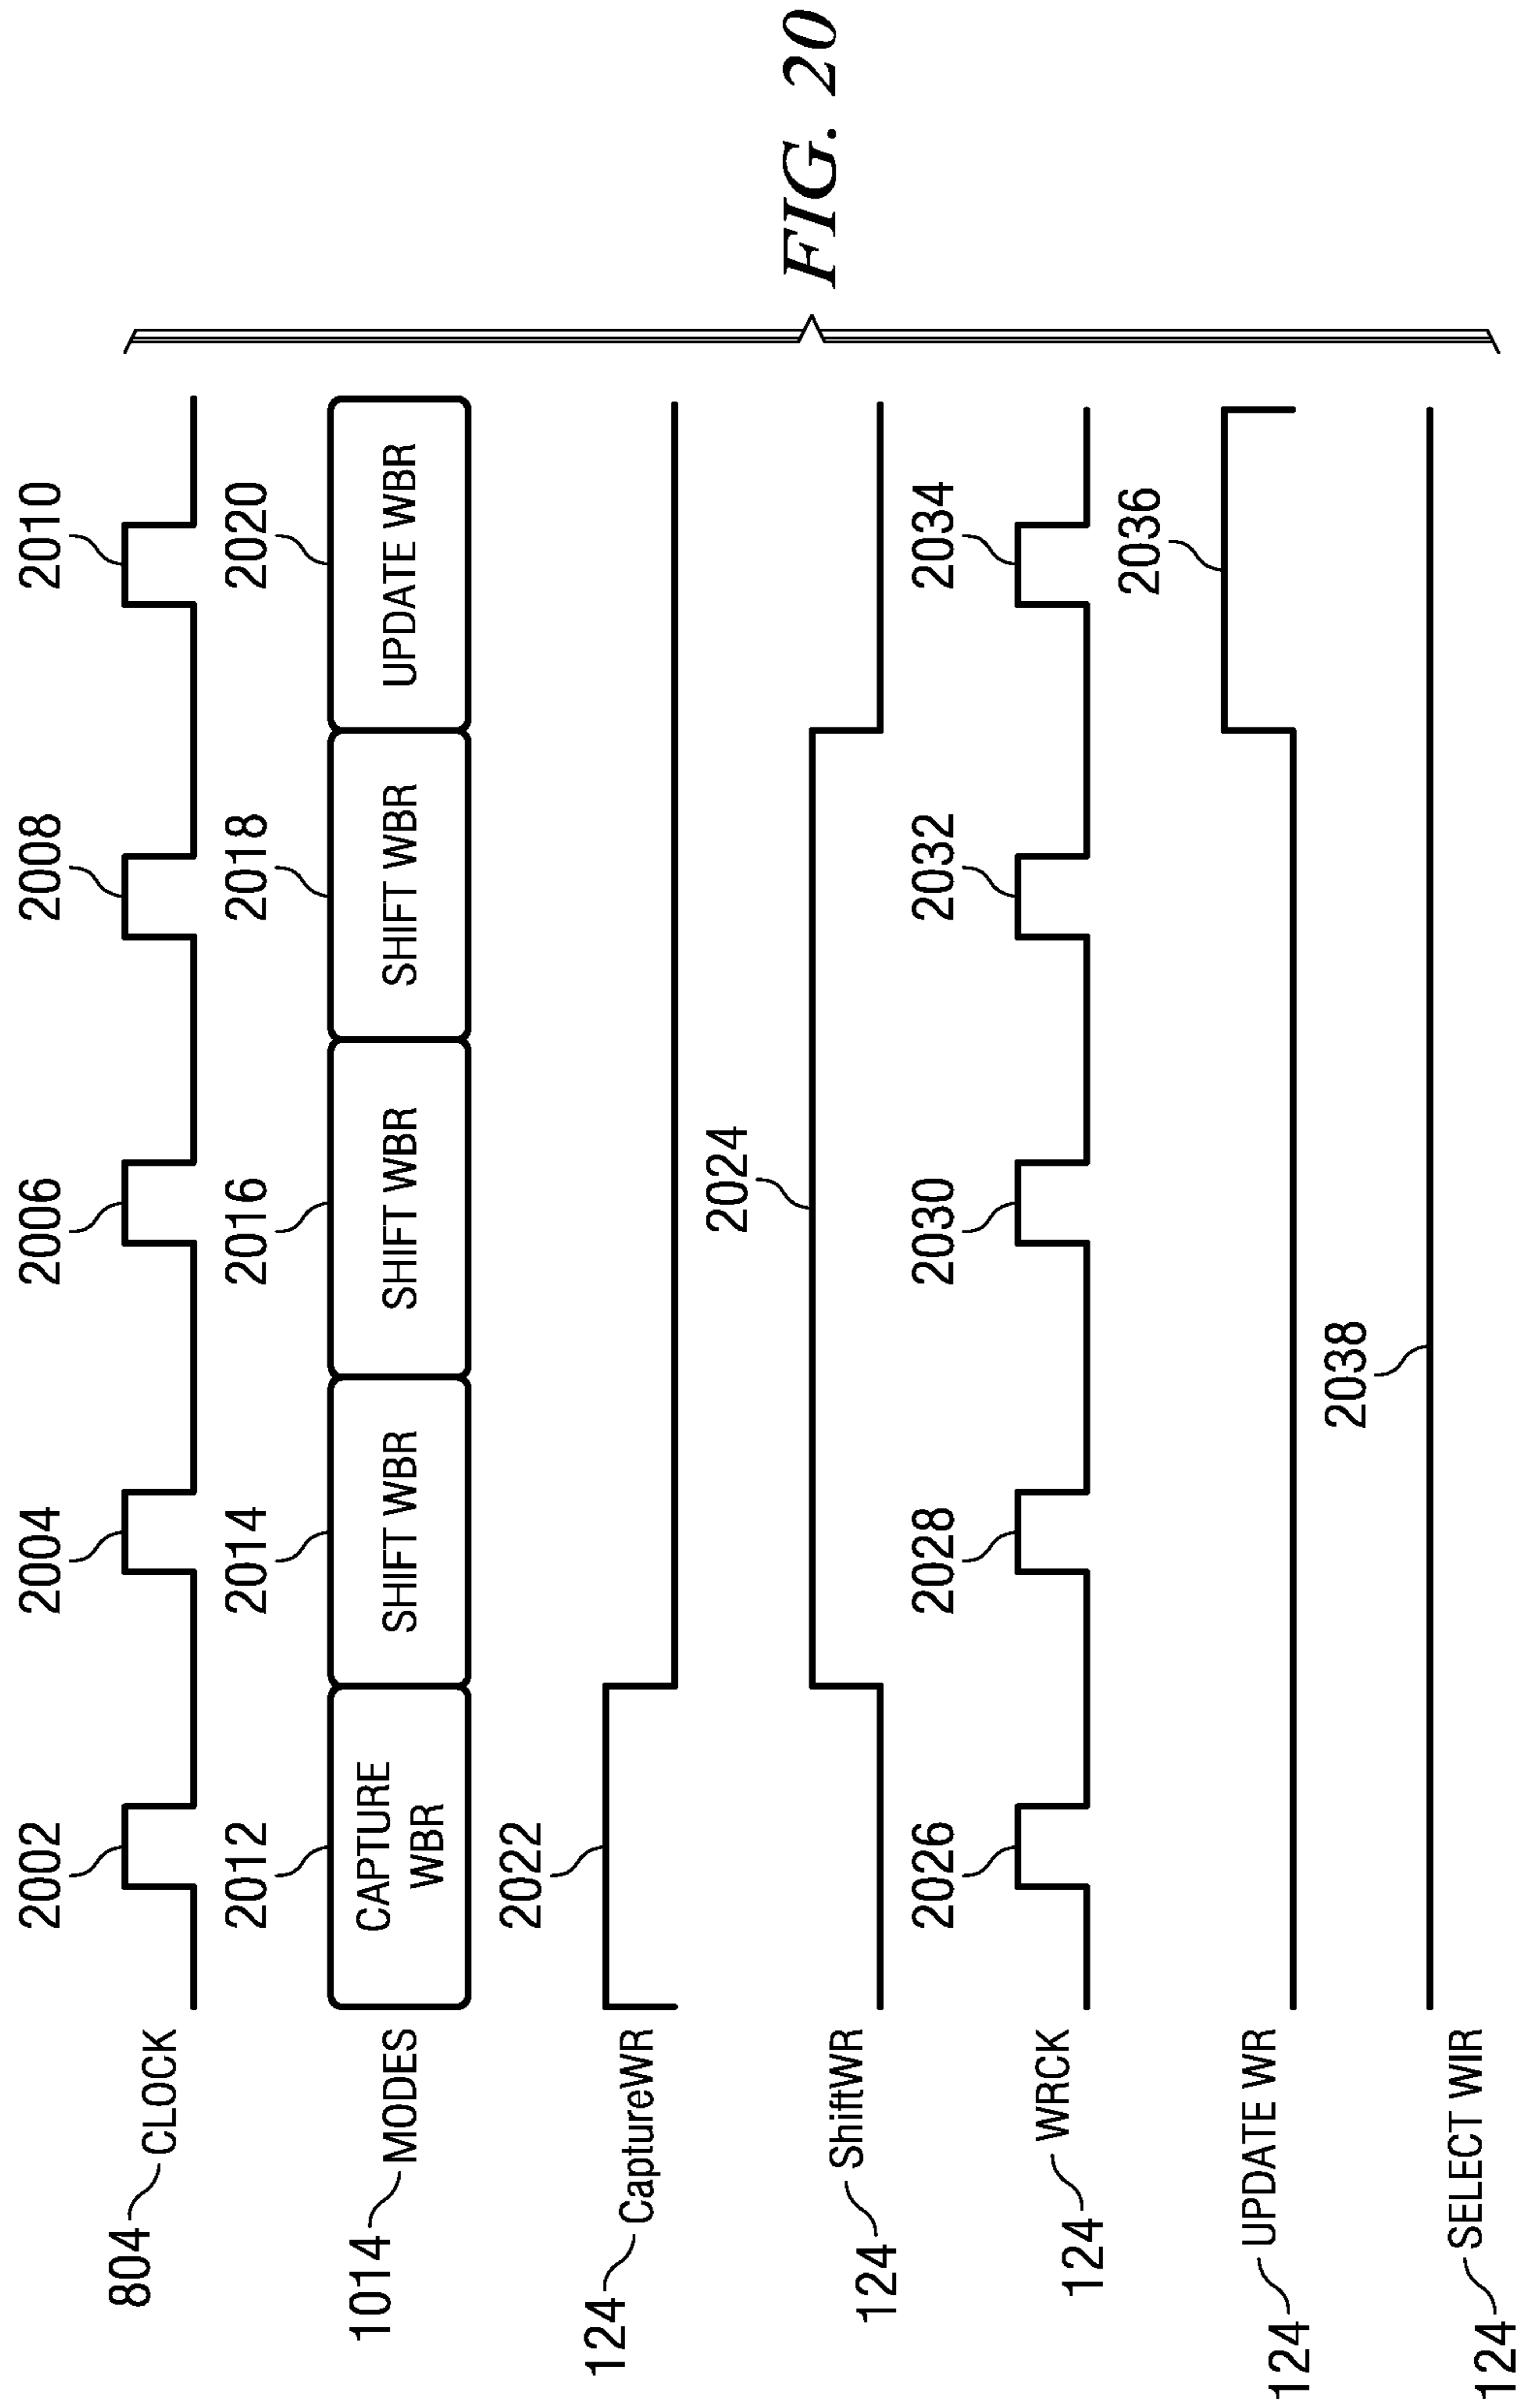 2002 2004 2006 2008 2010
804 CLOCK
2012 2014 2016 2018 2020
1014 MODES
CAPTURE
WBR
SHIFT WBR SHIFT WBR SHIFT WBR UPDATE WBR
2022
124 CaptureWR
2024
124 ShiftWR
2026 2028 2030 2032 2034
124 WRCK
2036
124 UPDATE WR
2038
124 SELECT WIR
FIG. 20